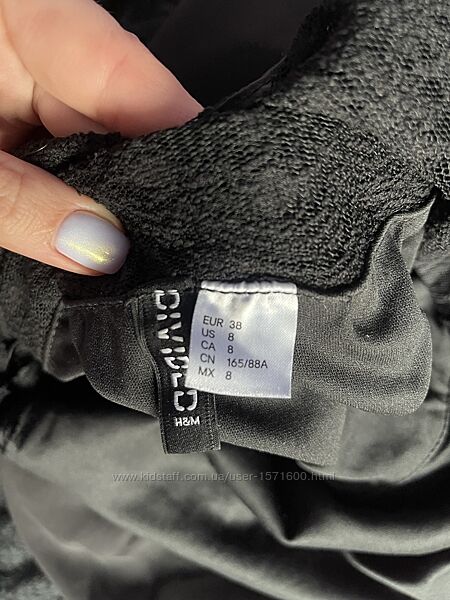 DIVIDED
H&M
EUR 38
US 8
CA 8
CN 165/88A
MX 8
www.kidstaff.com.ua/user-1571600.html